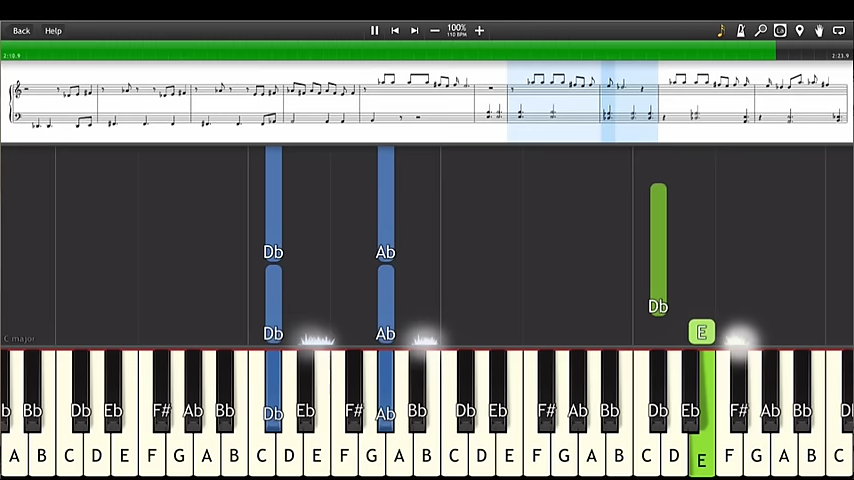 Back Help 100%
110 BPM
2:10.9 2:23.9
Db Ab
Db
Db Ab E
C major
b Bb Db Eb F# Ab Bb Db Eb F# Ab Bb Db Eb F# Ab Bb Db Eb F# Ab Bb D
A B C D E F G A B C D E F G A B C D E F G A B C D E F G A B C